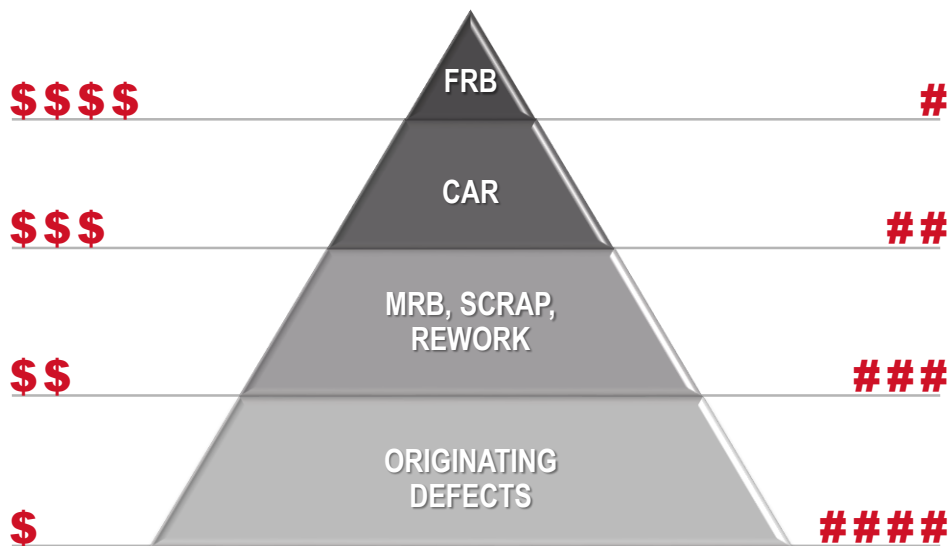 FRB
$$$$ #
CAR
$$$ ##
MRB, SCRAP,
REWORK
$$ ###
ORIGINATING
DEFECTS
$ ####